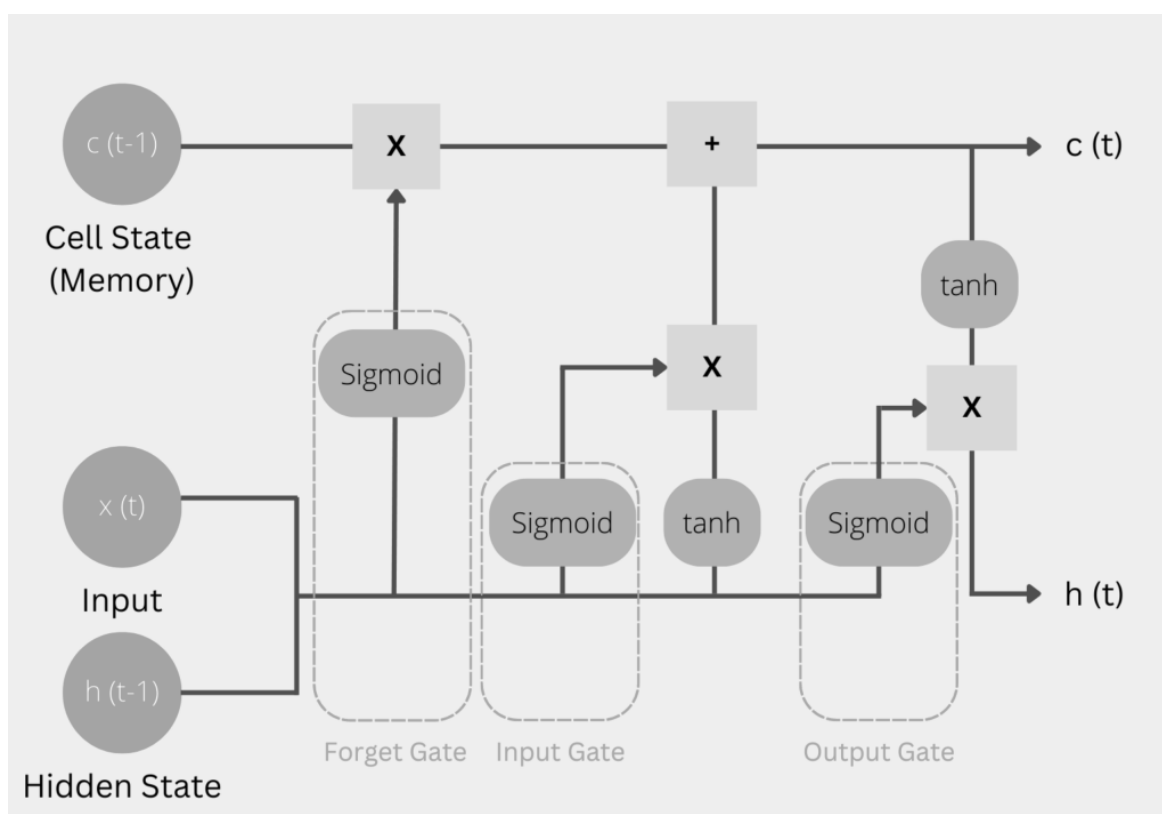 c (t-1)
X
+
c (t)
Cell State
(Memory)
tanh
Sigmoid
X
X
x (t)
Sigmoid
tanh
Sigmoid
Input
h (t)
h (t-1)
Forget Gate
Input Gate
Output Gate
Hidden State